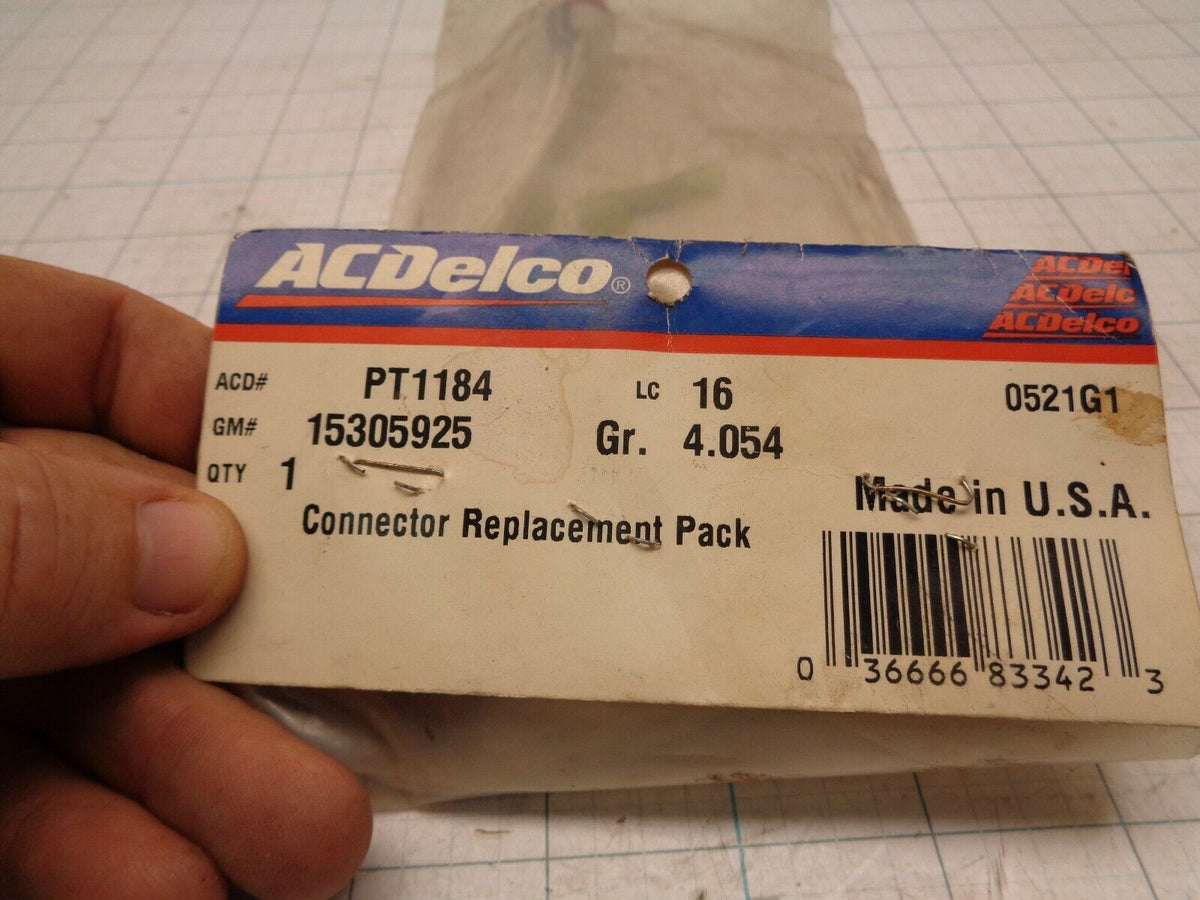 ACDelco®
ACDel
ACDelc
ACDelco
ACD# PT1184 LC 16 0521G1
GM# 15305925 Gr. 4.054
QTY 1
Made in U.S.A.
Connector Replacement Pack
0 36666 83342 3